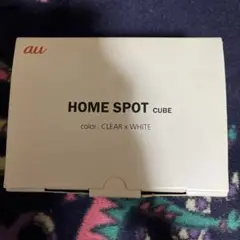 au
HOME SPOT CUBE
color : CLEAR x WHITE